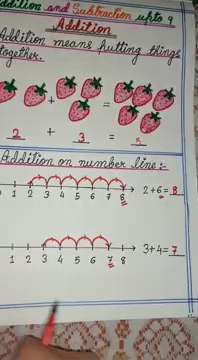 ddition and Subtraction upto 9
Addition
Addition means putting things
together.
+ =
2 + 3 = 5
Addition on number line :-
1 2 3 4 5 6 7 8
2+6=8
1 2 3 4 5 6 7 8
3+4=7